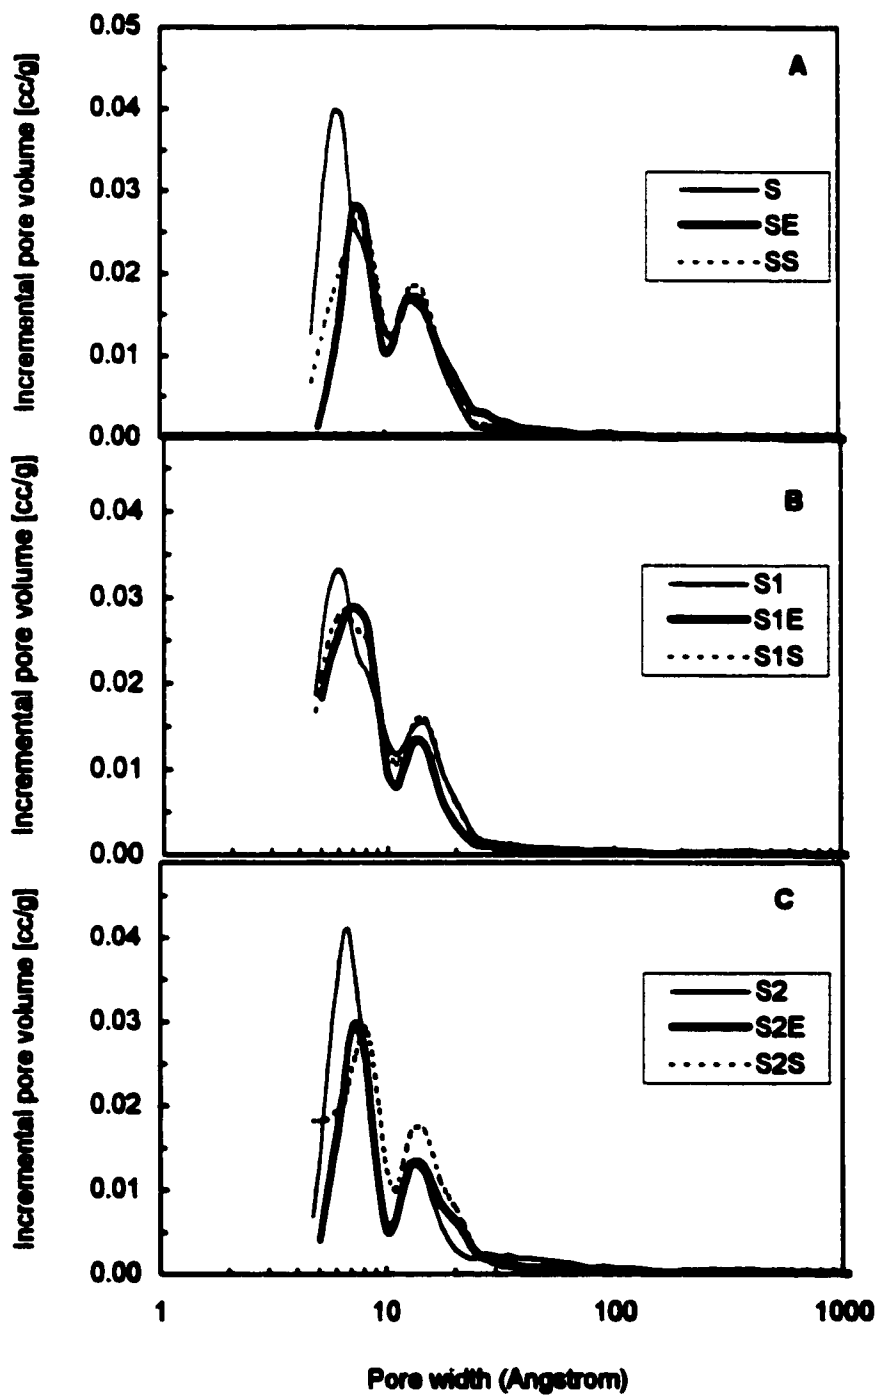 Incremental pore volume [cc/g]
0.05
0.04
0.03
0.02
0.01
0.00
A
S
SE
SS
Incremental pore volume [cc/g]
0.04
0.03
0.02
0.01
0.00
B
S1
S1E
S1S
Incremental pore volume [cc/g]
0.04
0.03
0.02
0.01
0.00
C
S2
S2E
S2S
1 10 100 1000
Pore width (Angstrom)